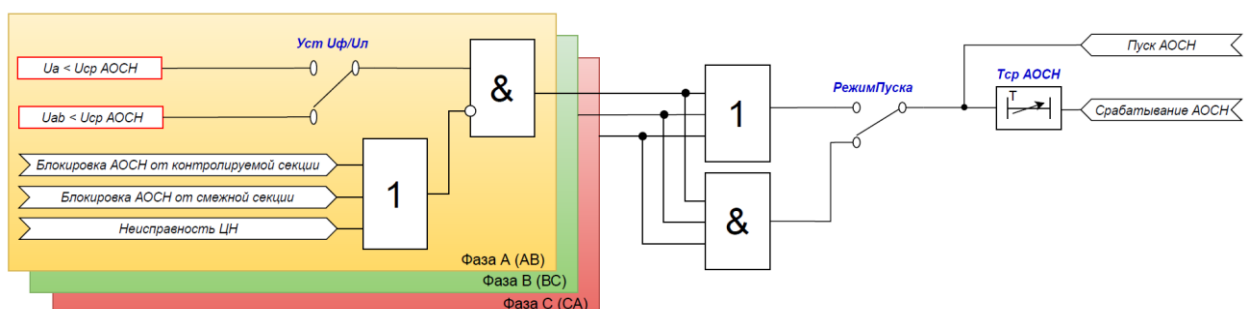 Уст Uф/Uл
Uа < Uср АОСН
&
Uab < Uср АОСН
Блокировка АОСН от контролируемой секции
Блокировка АОСН от смежной секции
Неисправность ЦН
1
Фаза А (АВ)
Фаза В (ВС)
Фаза С (СА)
1
&
РежимПуска
Пуск АОСН
Тср АОСН
T
Срабатывание АОСН